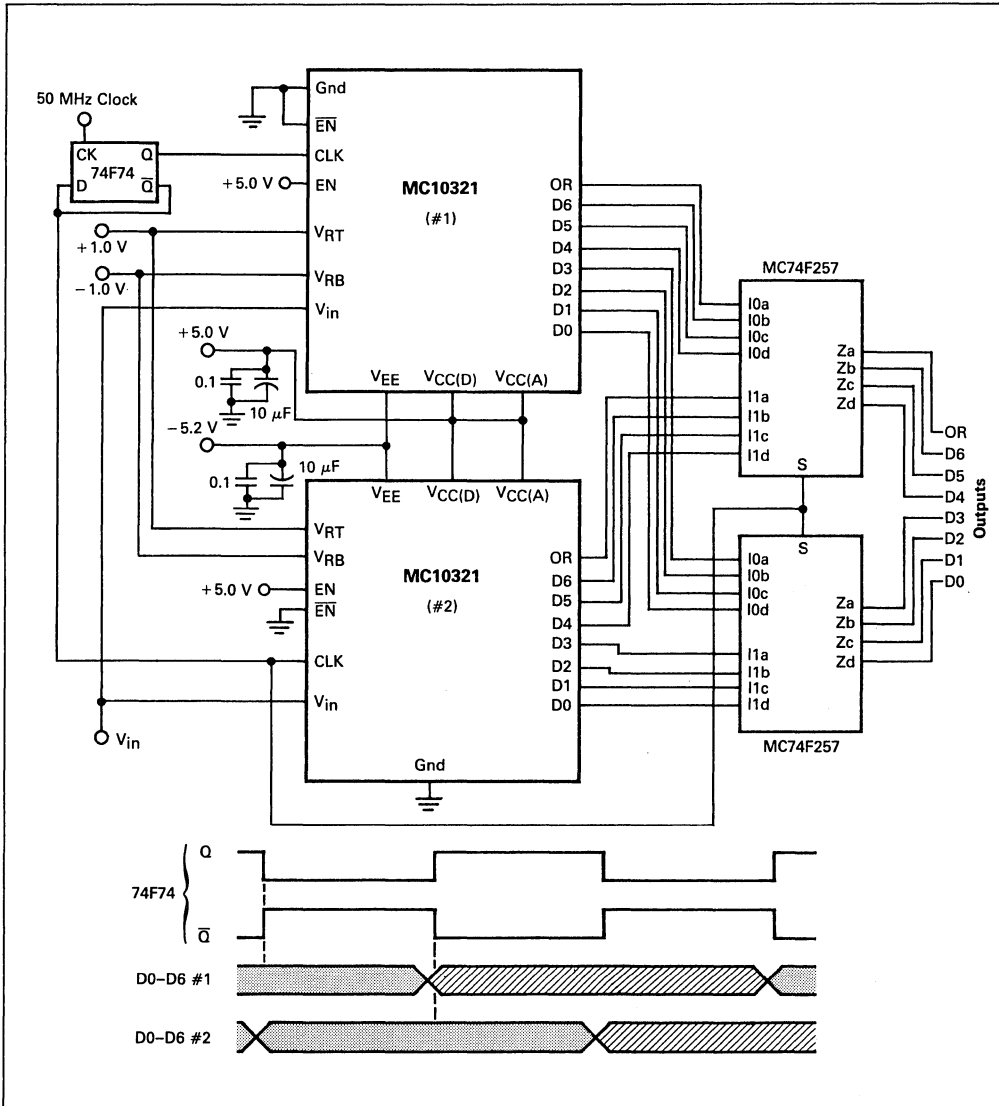 50 MHz Clock
CK Q
74F74
D Q̅
+5.0 V
+1.0 V
−1.0 V
+5.0 V
0.1
10 μF
−5.2 V
0.1
10 μF
Gnd
E̅N̅
CLK
EN
VRT
VRB
Vin
MC10321
(#1)
OR
D6
D5
D4
D3
D2
D1
D0
VEE VCC(D) VCC(A)
VEE VCC(D) VCC(A)
VRT
VRB
+5.0 V
EN
E̅N̅
CLK
Vin
MC10321
(#2)
OR
D6
D5
D4
D3
D2
D1
D0
Gnd
Vin
MC74F257
I0a
I0b
I0c
I0d
I1a
I1b
I1c
I1d
Za
Zb
Zc
Zd
S
S
I0a
I0b
I0c
I0d
I1a
I1b
I1c
I1d
Za
Zb
Zc
Zd
MC74F257
OR
D6
D5
D4
D3
D2
D1
D0
Outputs
74F74
Q
Q̅
D0–D6 #1
D0–D6 #2